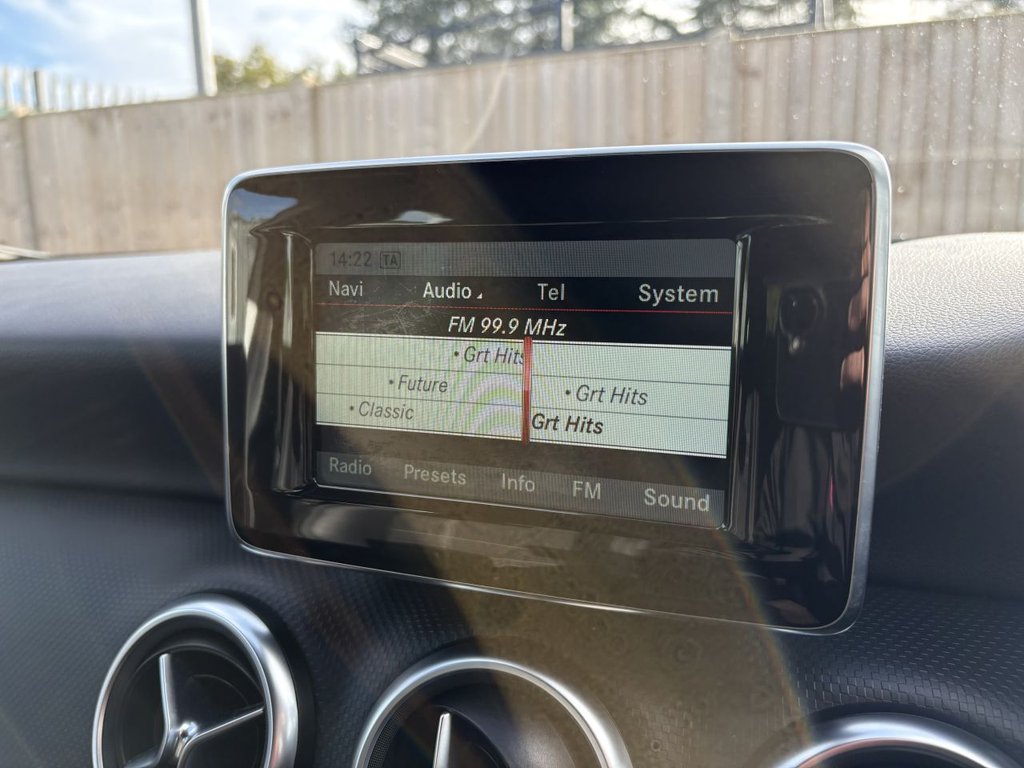 14:22 TA
Navi Audio Tel System
FM 99.9 MHz
• Grt Hits
• Future • Grt Hits
• Classic Grt Hits
Radio Presets Info FM Sound